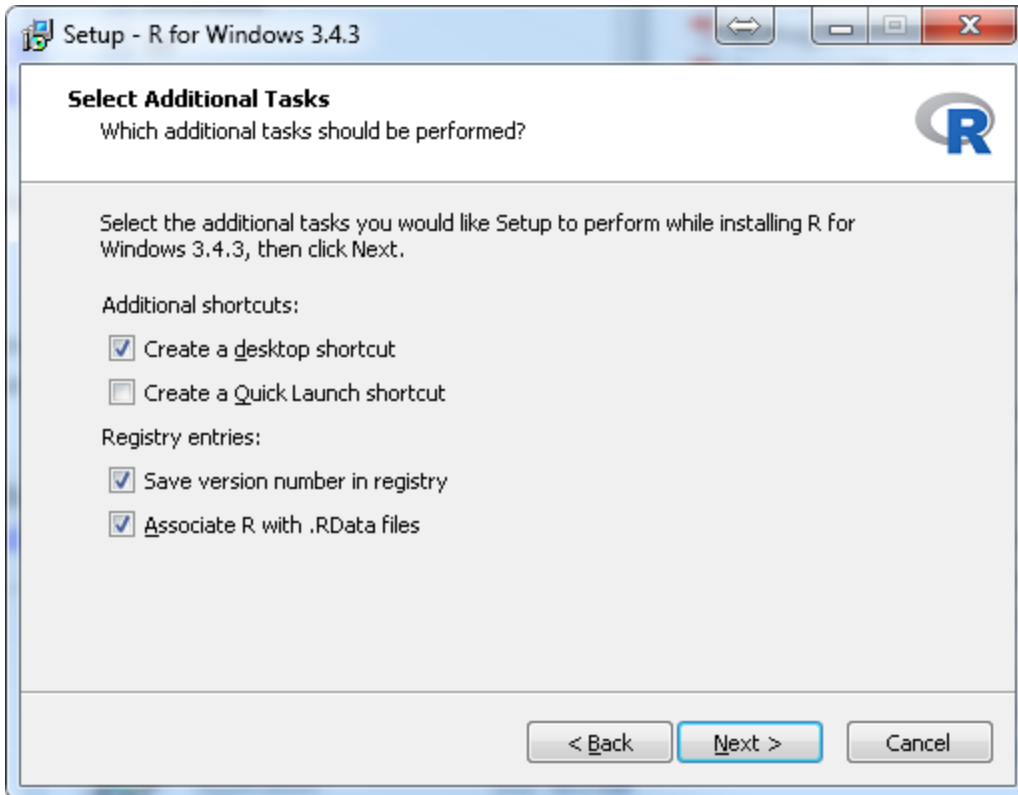 Setup - R for Windows 3.4.3
Select Additional Tasks
Which additional tasks should be performed?
R
Select the additional tasks you would like Setup to perform while installing R for
Windows 3.4.3, then click Next.
Additional shortcuts:
Create a desktop shortcut
Create a Quick Launch shortcut
Registry entries:
Save version number in registry
Associate R with .RData files
< Back
Next >
Cancel